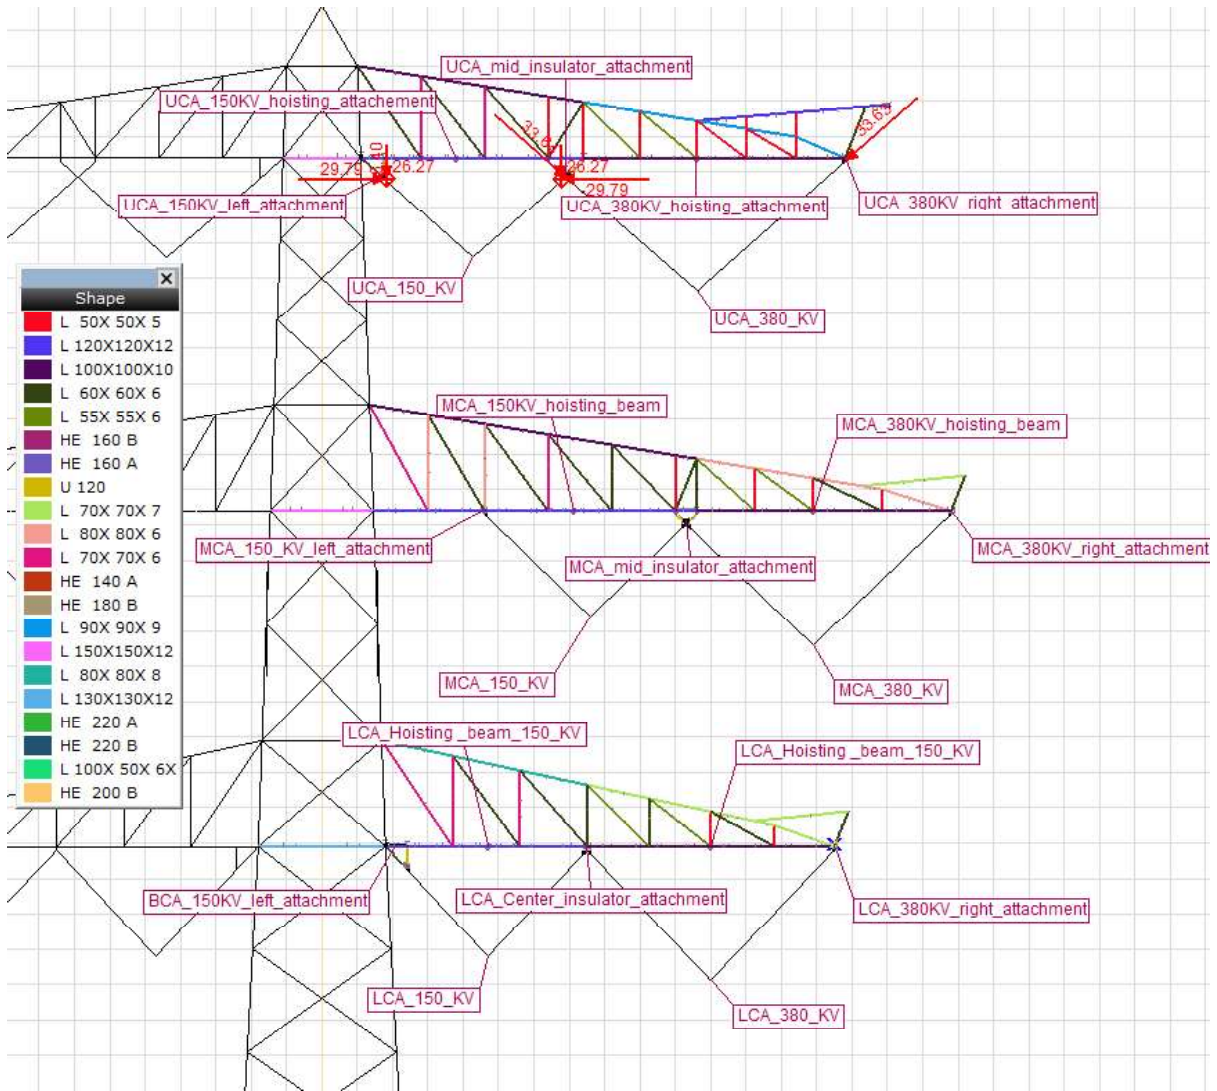 UCA_mid_insulator_attachment
UCA_150KV_hoisting_attachement
33.63
26.27
26.27
29.79
29.79
UCA_150KV_left_attachment
UCA_380KV_hoisting_attachment
UCA_380KV_right_attachment
UCA_150_KV
UCA_380_KV
Shape
L 50X 50X 5
L 120X120X12
L 100X100X10
L 60X 60X 6
L 55X 55X 6
HE 160 B
HE 160 A
U 120
L 70X 70X 7
L 80X 80X 6
L 70X 70X 6
HE 140 A
HE 180 B
L 90X 90X 9
L 150X150X12
L 80X 80X 8
L 130X130X12
HE 220 A
HE 220 B
L 100X 50X 6X
HE 200 B
MCA_150KV_hoisting_beam
MCA_380KV_hoisting_beam
MCA_150_KV_left_attachment
MCA_mid_insulator_attachment
MCA_380KV_right_attachment
MCA_150_KV
MCA_380_KV
LCA_Hoisting _beam_150_KV
LCA_Hoisting _beam_150_KV
BCA_150KV_left_attachment
LCA_Center_insulator_attachment
LCA_380KV_right_attachment
LCA_150_KV
LCA_380_KV